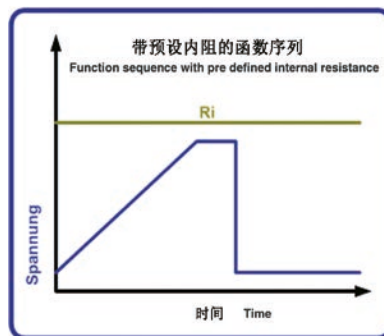 带预设内阻的函数序列
Function sequence with pre defined internal resistance
Ri
Spannung
时间 Time